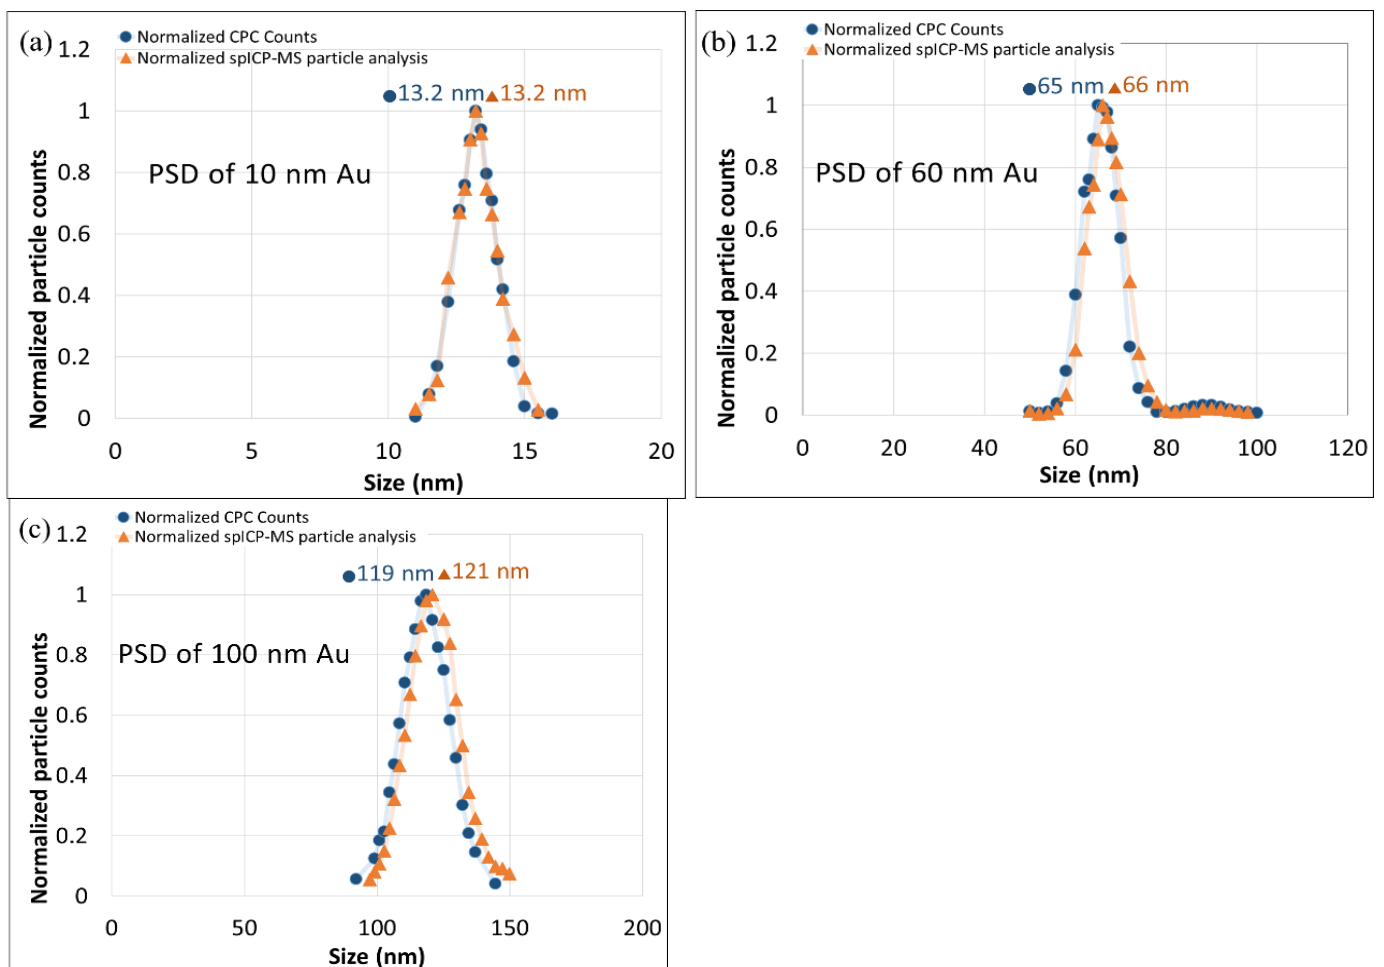 (a)
Normalized CPC Counts
Normalized spICP-MS particle analysis
13.2 nm 13.2 nm
PSD of 10 nm Au
Normalized particle counts
1.2
1
0.8
0.6
0.4
0.2
0
0 5 10 15 20
Size (nm)
(b)
Normalized CPC Counts
Normalized spICP-MS particle analysis
65 nm 66 nm
PSD of 60 nm Au
Normalized particle counts
1.2
1
0.8
0.6
0.4
0.2
0
0 20 40 60 80 100 120
Size (nm)
(c)
Normalized CPC Counts
Normalized spICP-MS particle analysis
119 nm 121 nm
PSD of 100 nm Au
Normalized particle counts
1.2
1
0.8
0.6
0.4
0.2
0
0 50 100 150 200
Size (nm)